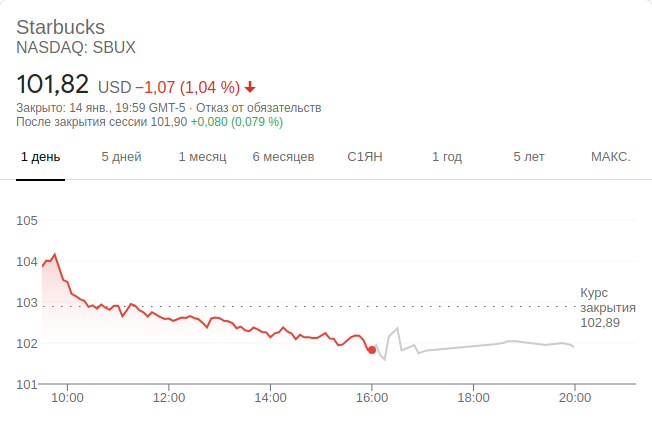 Starbucks
NASDAQ: SBUX
101,82 USD −1,07 (1,04 %)
Закрыто: 14 янв., 19:59 GMT-5 · Отказ от обязательств
После закрытия сессии 101,90 +0,080 (0,079 %)
1 день 5 дней 1 месяц 6 месяцев С1ЯН 1 год 5 лет МАКС.
105
104
103
102
101
Курс
закрытия
102,89
10:00 12:00 14:00 16:00 18:00 20:00